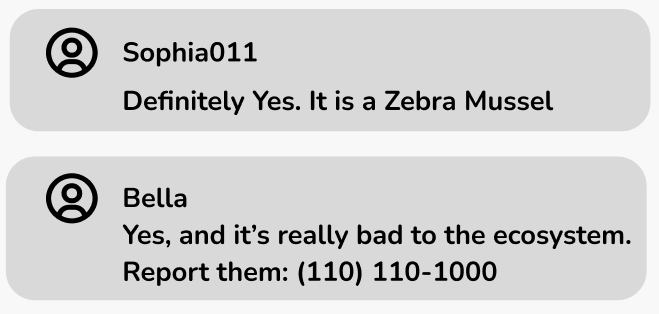 Sophia011
Definitely Yes. It is a Zebra Mussel
Bella
Yes, and it’s really bad to the ecosystem.
Report them: (110) 110-1000